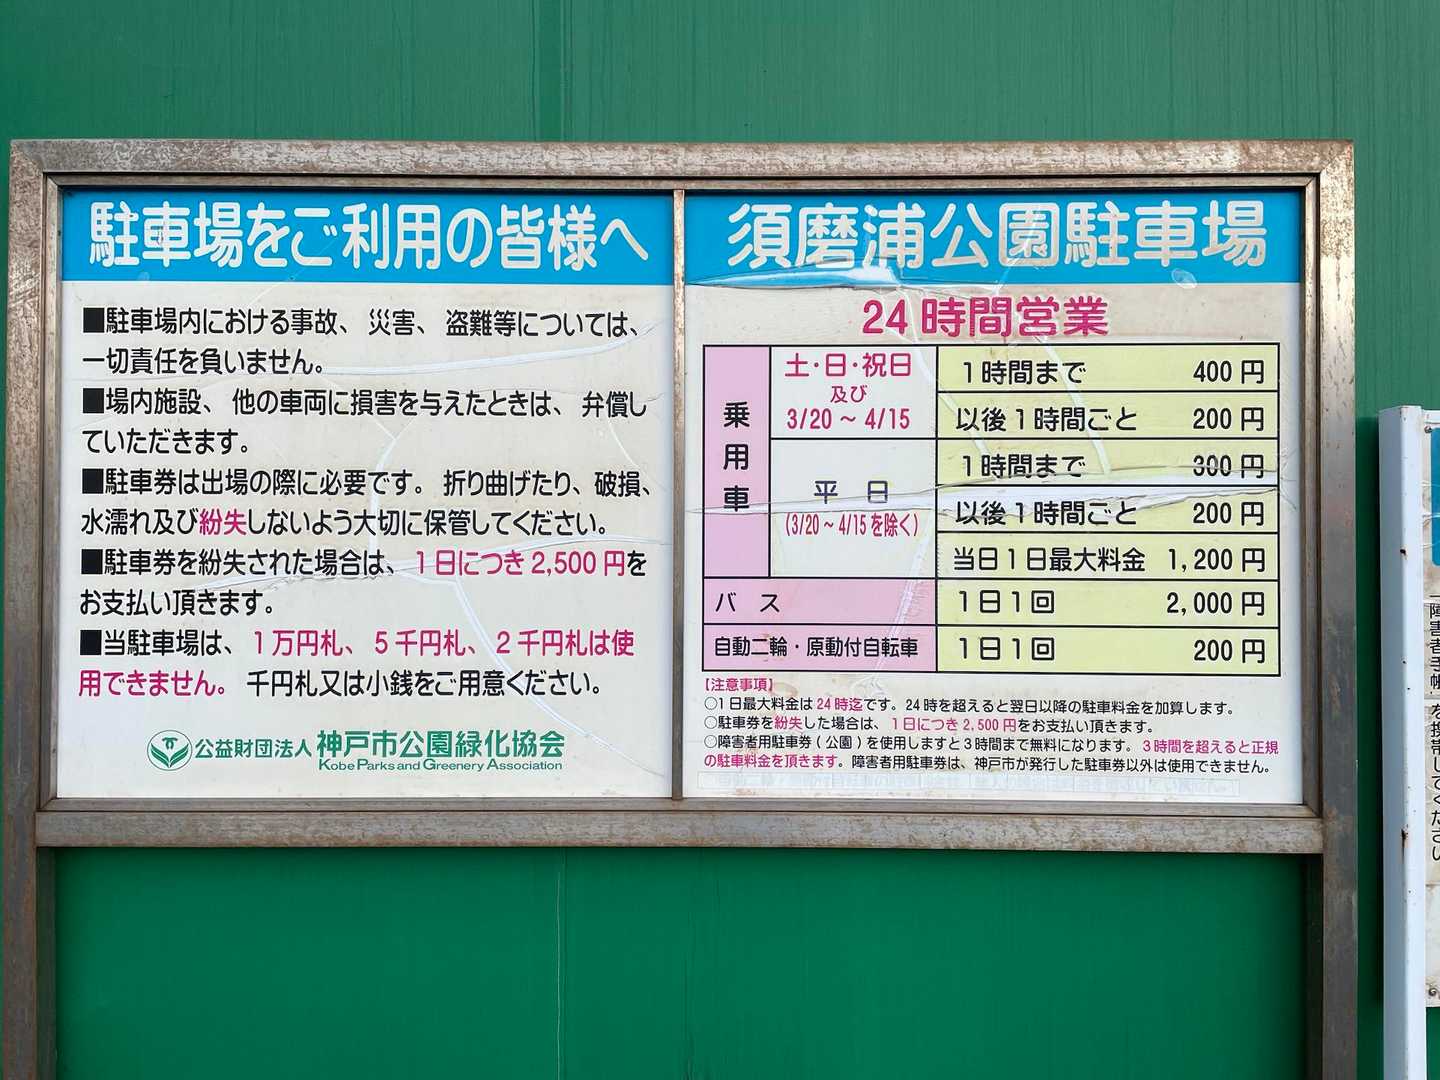 駐車場をご利用の皆様へ
■駐車場内における事故、災害、盗難等については、
一切責任を負いません。
■場内施設、他の車両に損害を与えたときは、弁償し
ていただきます。
■駐車券は出場の際に必要です。折り曲げたり、破損、
水濡れ及び紛失しないよう大切に保管してください。
■駐車券を紛失された場合は、1日につき2,500円を
お支払い頂きます。
■当駐車場は、1万円札、5千円札、2千円札は使
用できません。千円札又は小銭をご用意ください。
公益財団法人 神戸市公園緑化協会
Kobe Parks and Greenery Association
須磨浦公園駐車場
24時間営業
乗用車
土・日・祝日
及び
3/20～4/15
1時間まで 400円
以後1時間ごと 200円
平日
(3/20～4/15を除く)
1時間まで 300円
以後1時間ごと 200円
当日1日最大料金 1,200円
バス 1日1回 2,000円
自動二輪・原動付自転車 1日1回 200円
【注意事項】
○1日最大料金は24時迄です。24時を超えると翌日以降の駐車料金を加算します。
○駐車券を紛失した場合は、1日につき2,500円をお支払い頂きます。
○障害者用駐車券(公園)を使用しますと3時間まで無料になります。3時間を超えると正規
の駐車料金を頂きます。障害者用駐車券は、神戸市が発行した駐車券以外は使用できません。
障害者手帳
を携帯してください